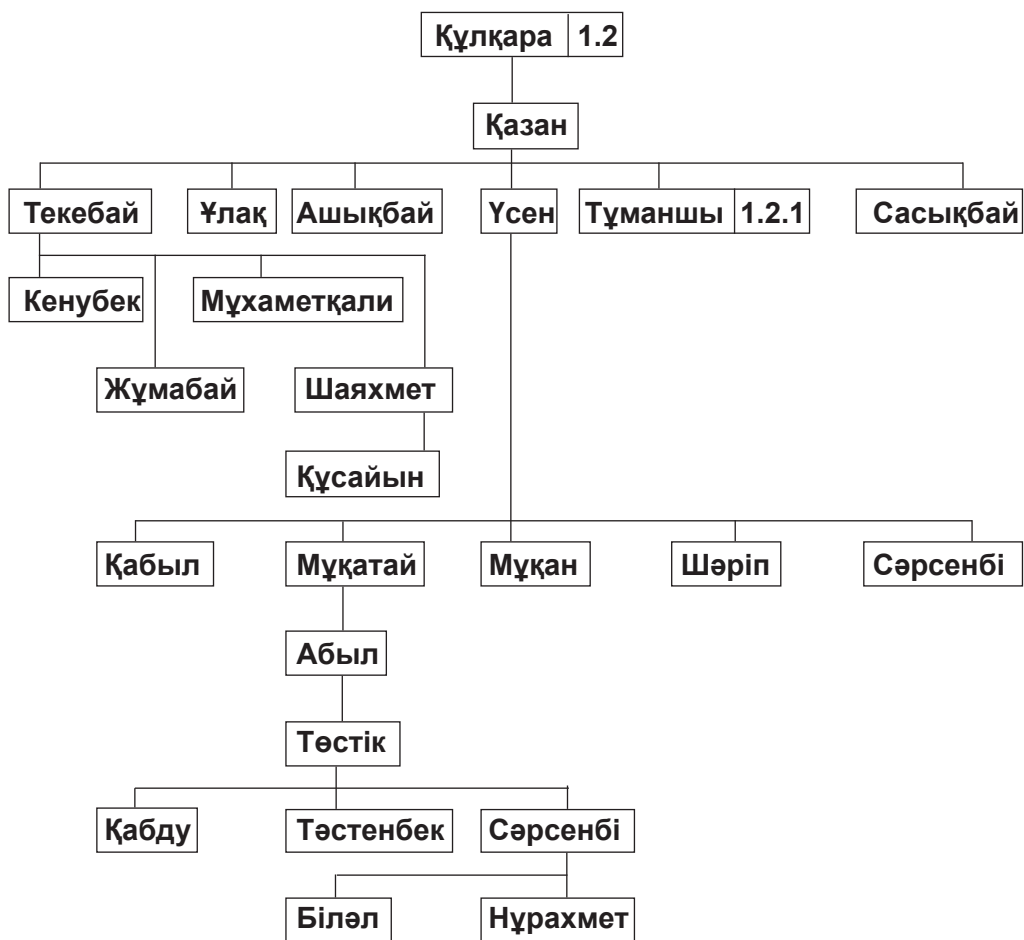 Құлқара 1.2
Қазан
Текебай Ұлақ Ашықбай Үсен Тұманшы 1.2.1 Сасықбай
Кенубек Мұхаметқали
Жұмабай Шаяхмет
Құсайын
Қабыл Мұқатай Мұқан Шәріп Сәрсенбі
Абыл
Төстік
Қабду Тәстенбек Сәрсенбі
Біләл Нұрахмет